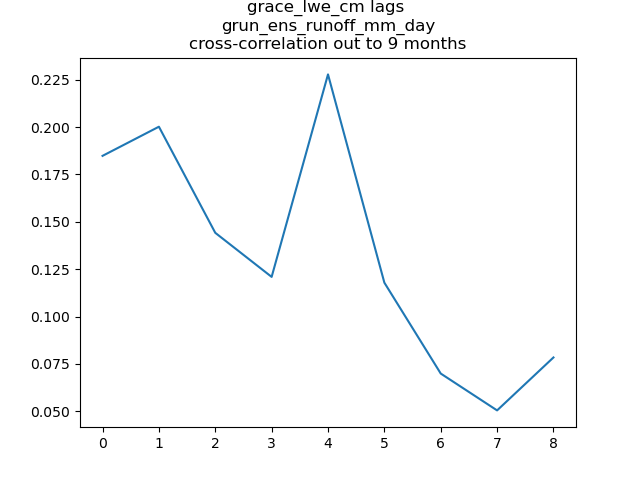 grace_lwe_cm lags
grun_ens_runoff_mm_day
cross-correlation out to 9 months
0.225
0.200
0.175
0.150
0.125
0.100
0.075
0.050
0 1 2 3 4 5 6 7 8